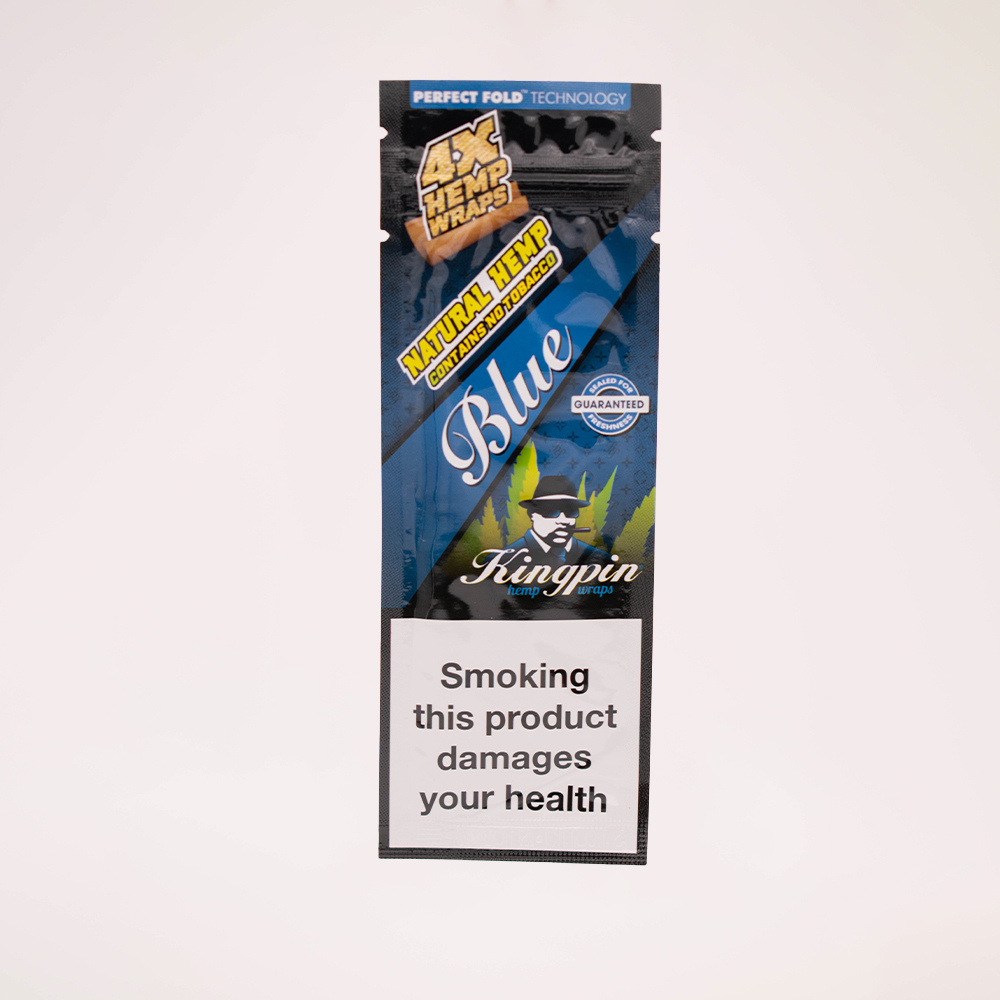 PERFECT FOLD™ TECHNOLOGY
4X
HEMP
WRAPS
NATURAL HEMP
CONTAINS NO TOBACCO
Blue
SEALED FOR
GUARANTEED
FRESHNESS
Kingpin
hemp wraps
Smoking
this product
damages
your health